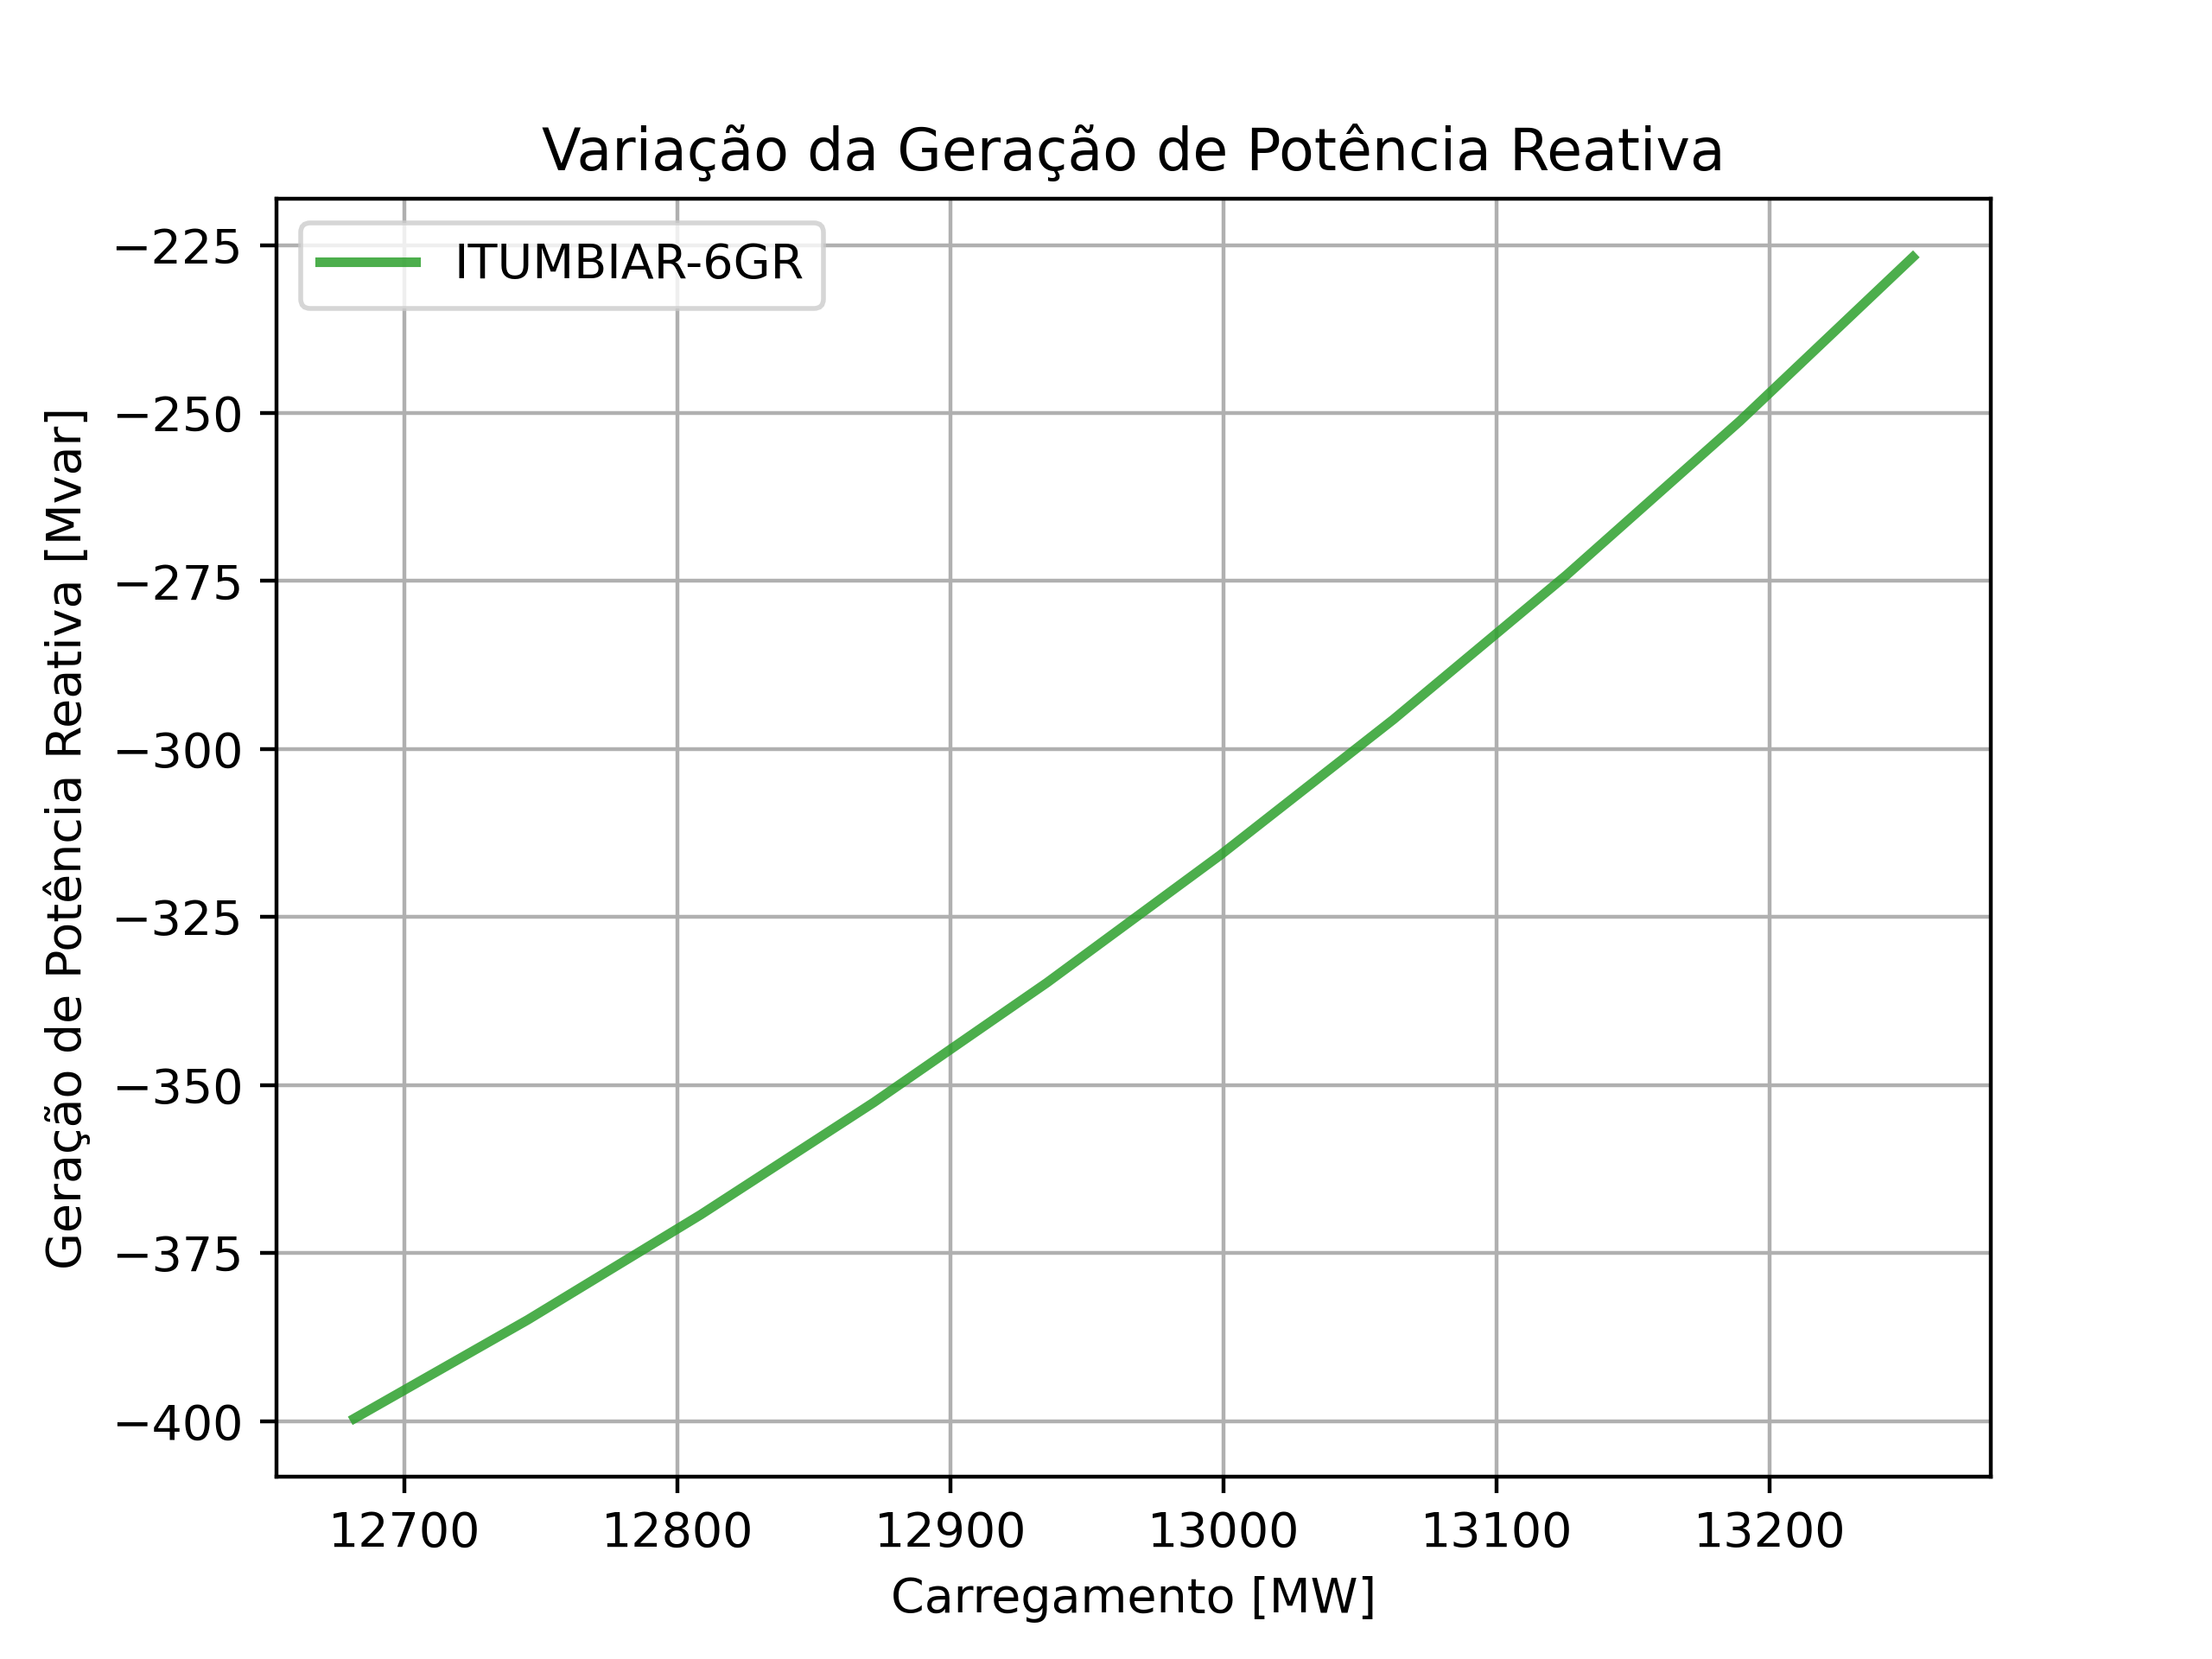 Variação da Geração de Potência Reativa
ITUMBIAR-6GR
Geração de Potência Reativa [Mvar]
−225
−250
−275
−300
−325
−350
−375
−400
12700 12800 12900 13000 13100 13200
Carregamento [MW]